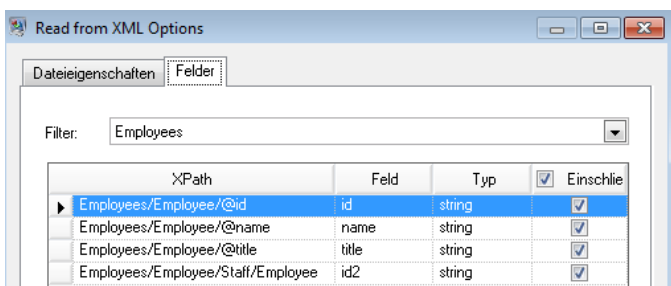 Read from XML Options
Dateieigenschaften Felder
Filter: Employees
XPath Feld Typ Einschlie
Employees/Employee/@id id string
Employees/Employee/@name name string
Employees/Employee/@title title string
Employees/Employee/Staff/Employee id2 string